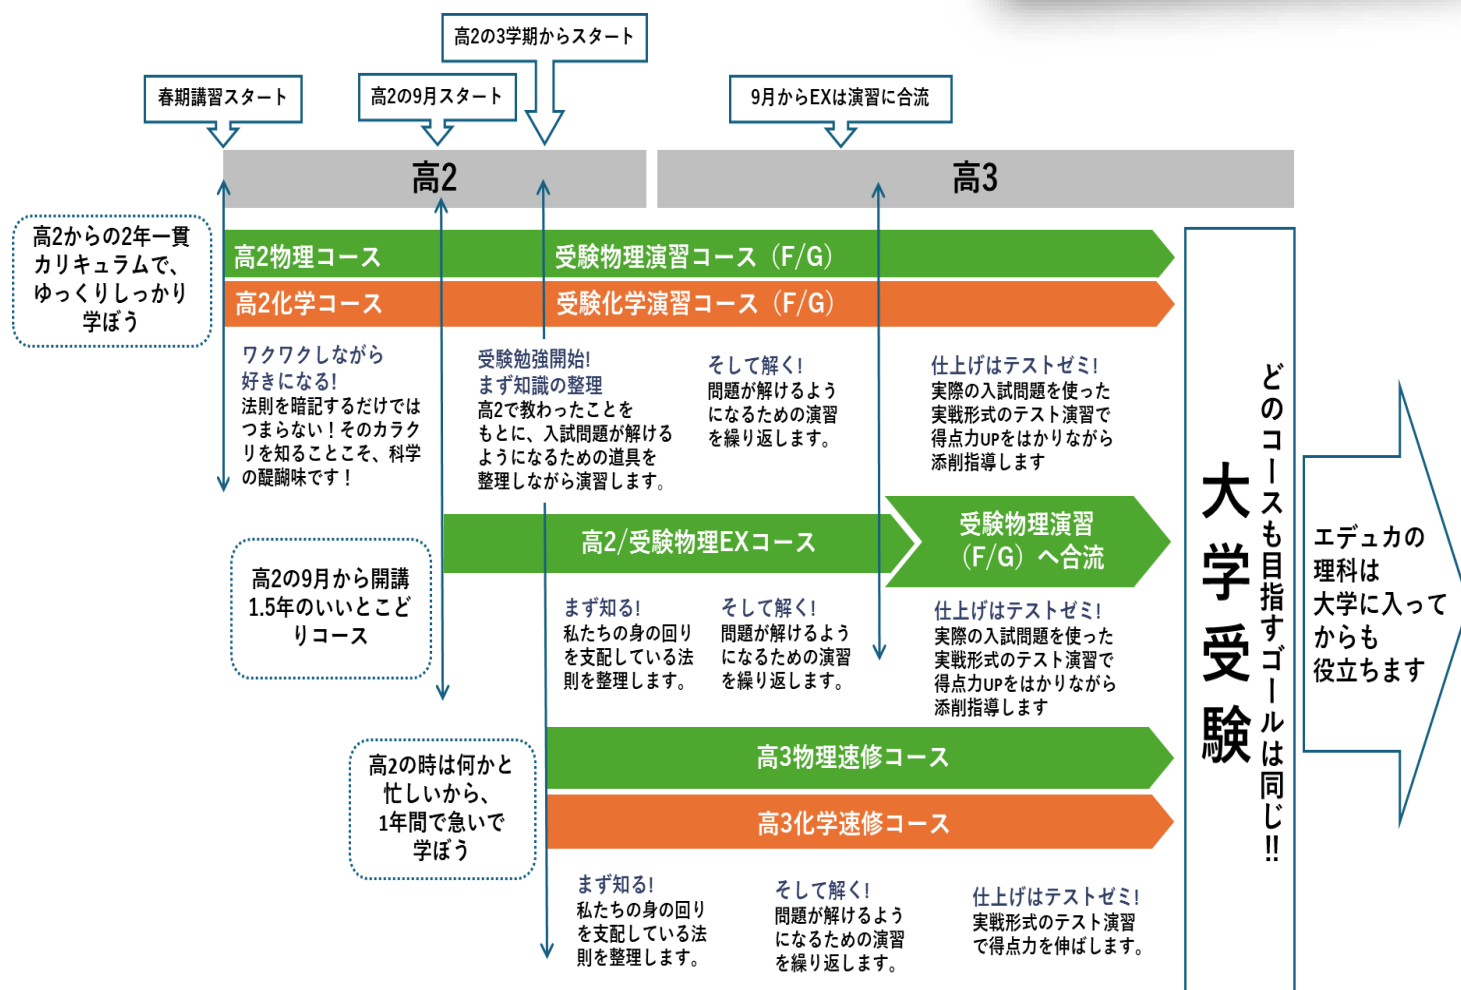 高2の3学期からスタート
春期講習スタート
高2の9月スタート
9月からEXは演習に合流
高2
高3
高2からの2年一貫
カリキュラムで、
ゆっくりしっかり
学ぼう
高2物理コース
受験物理演習コース（F/G）
高2化学コース
受験化学演習コース（F/G）
ワクワクしながら
好きになる!
法則を暗記するだけでは
つまらない！そのカラク
リを知ることこそ、科学
の醍醐味です！
受験勉強開始!
まず知識の整理
高2で教わったことを
もとに、入試問題が解ける
ようになるための道具を
整理しながら演習します。
そして解く!
問題が解けるよう
になるための演習
を繰り返します。
仕上げはテストゼミ!
実際の入試問題を使った
実戦形式のテスト演習で
得点力UPをはかりながら
添削指導します
高2の9月から開講
1.5年のいいとこど
りコース
高2/受験物理EXコース
受験物理演習
（F/G）へ合流
まず知る!
私たちの身の回り
を支配している法
則を整理します。
そして解く!
問題が解けるよう
になるための演習
を繰り返します。
仕上げはテストゼミ!
実際の入試問題を使った
実戦形式のテスト演習で
得点力UPをはかりながら
添削指導します
高2の時は何かと
忙しいから、
1年間で急いで
学ぼう
高3物理速修コース
高3化学速修コース
まず知る!
私たちの身の回り
を支配している法
則を整理します。
そして解く!
問題が解けるよう
になるための演習
を繰り返します。
仕上げはテストゼミ!
実戦形式のテスト演習
で得点力を伸ばします。
どのコースも目指すゴールは同じ!!
大学受験
エデュカの
理科は
大学に入って
からも
役立ちます